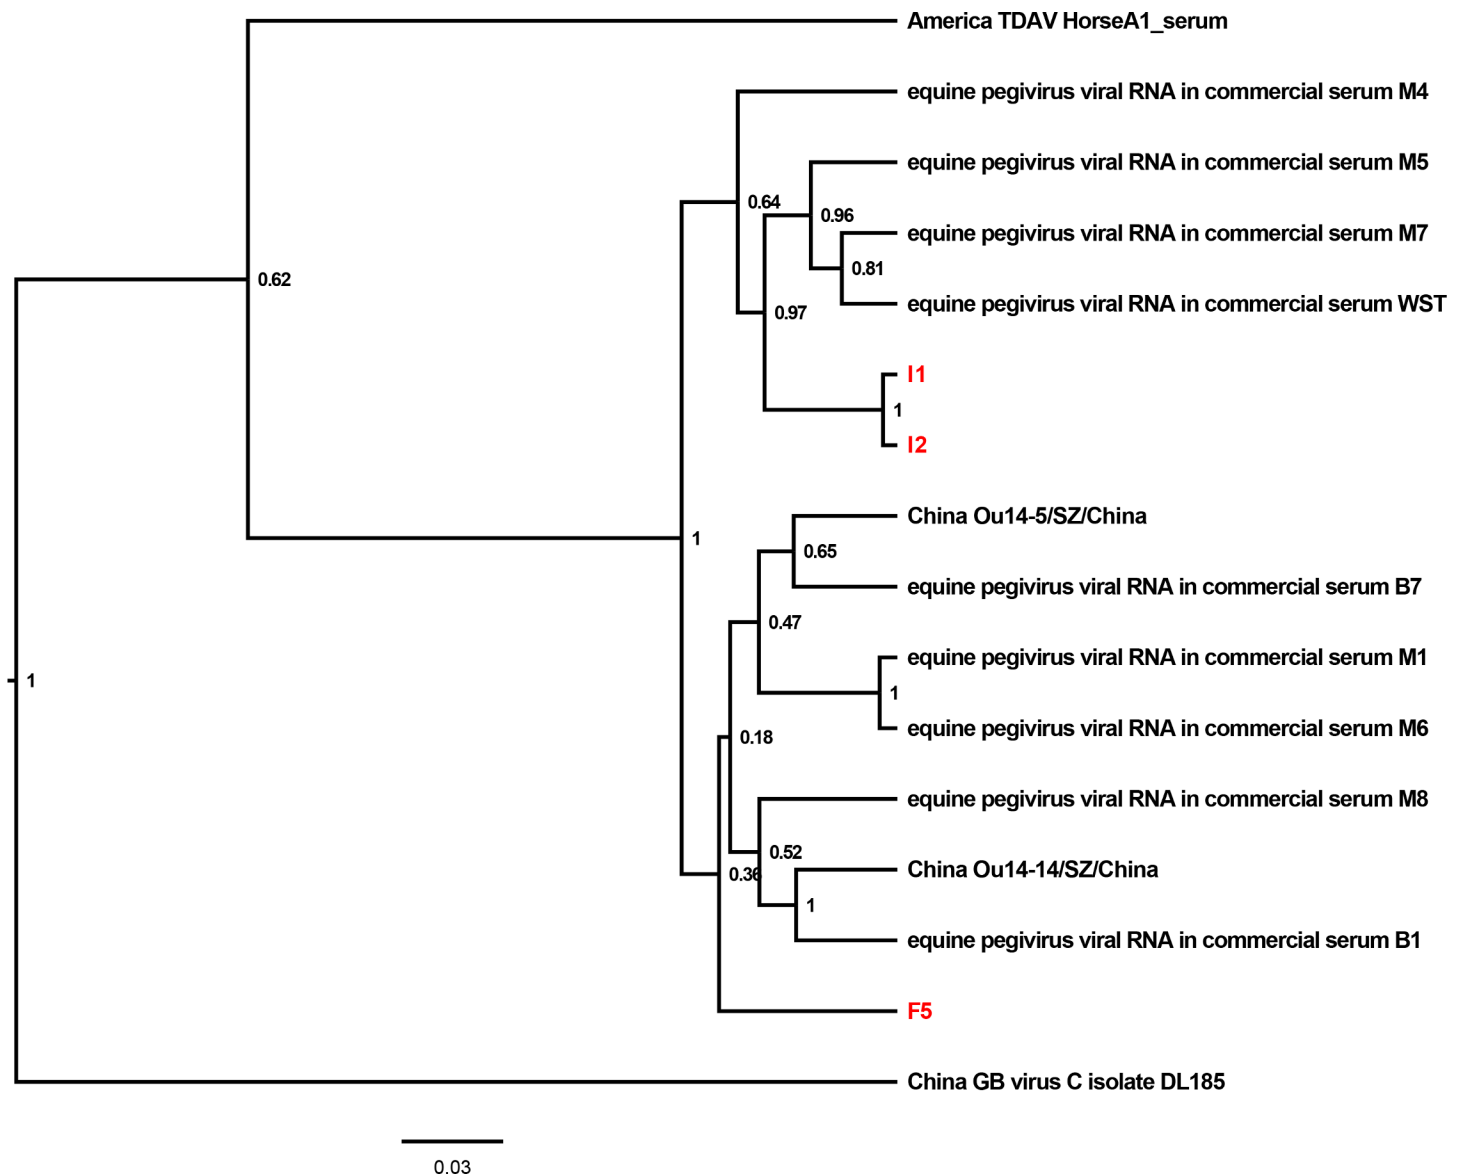 America TDAV HorseA1_serum
equine pegivirus viral RNA in commercial serum M4
equine pegivirus viral RNA in commercial serum M5
0.64
0.96
equine pegivirus viral RNA in commercial serum M7
0.81
0.62
equine pegivirus viral RNA in commercial serum WST
0.97
I1
1
I2
China Ou14-5/SZ/China
1
0.65
equine pegivirus viral RNA in commercial serum B7
0.47
equine pegivirus viral RNA in commercial serum M1
1
1
equine pegivirus viral RNA in commercial serum M6
0.18
equine pegivirus viral RNA in commercial serum M8
0.52
China Ou14-14/SZ/China
0.36
1
equine pegivirus viral RNA in commercial serum B1
F5
China GB virus C isolate DL185
0.03